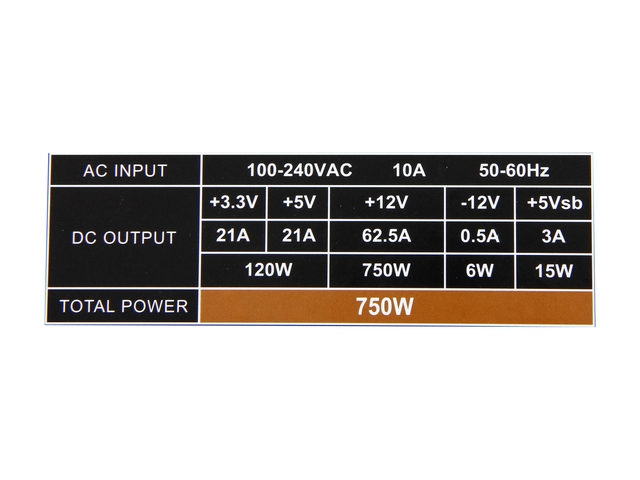 AC INPUT 100-240VAC 10A 50-60Hz
+3.3V +5V +12V -12V +5Vsb
DC OUTPUT 21A 21A 62.5A 0.5A 3A
120W 750W 6W 15W
TOTAL POWER 750W